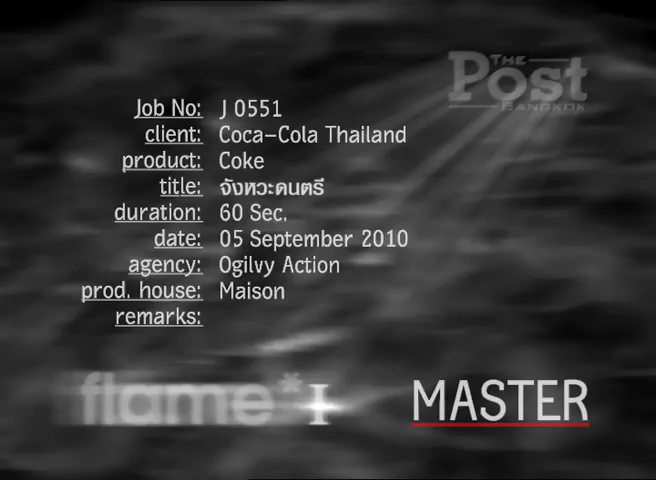 THE
Post
BANGKOK
Job No: J 0551
client: Coca-Cola Thailand
product: Coke
title: จังหวะดนตรี
duration: 60 Sec.
date: 05 September 2010
agency: Ogilvy Action
prod. house: Maison
remarks:
flame*I
MASTER